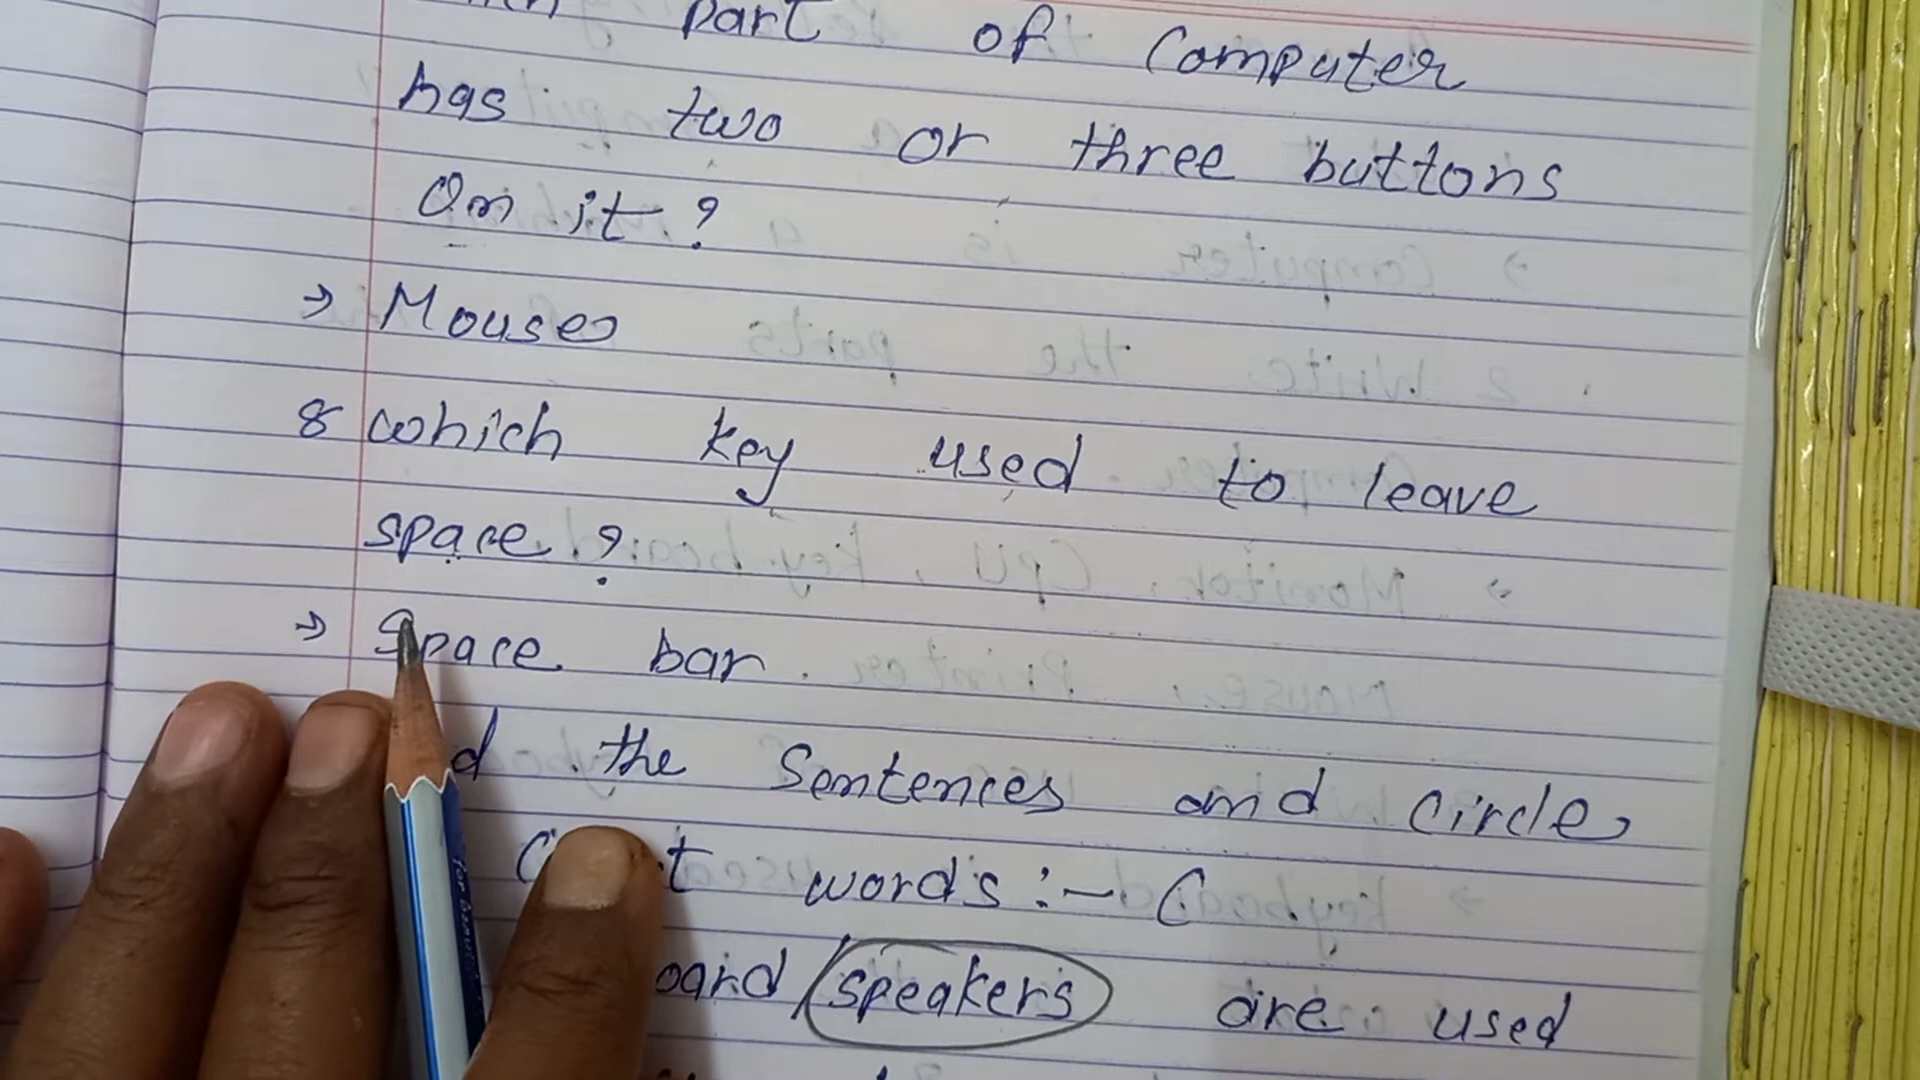 part of Computer
has two or three buttons
On it ?
→ Mouse
8 which key used to leave
space ?
→ Space bar.
the Sentences and circle
words :- (
speakers are used